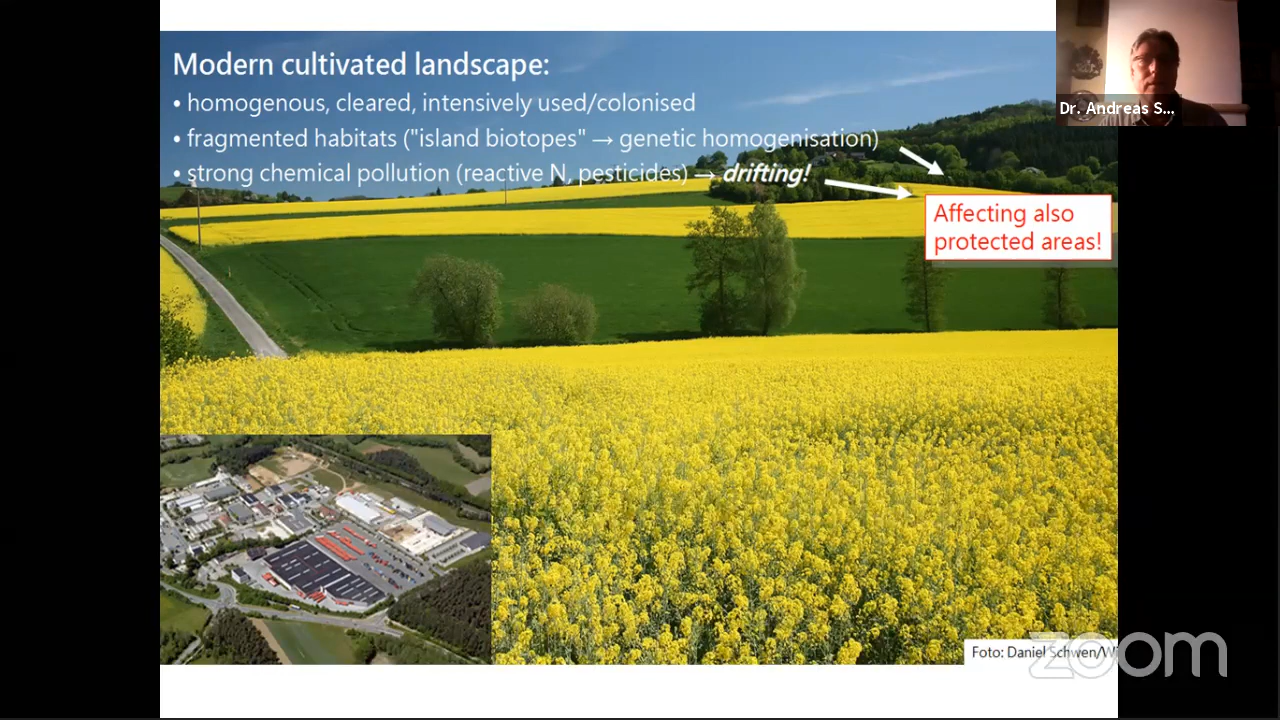 Modern cultivated landscape:
• homogenous, cleared, intensively used/colonised
• fragmented habitats ("island biotopes" → genetic homogenisation)
• strong chemical pollution (reactive N, pesticides) → drifting!
Affecting also
protected areas!
Dr. Andreas S...
Foto: Daniel Schwen/Wi
zoom